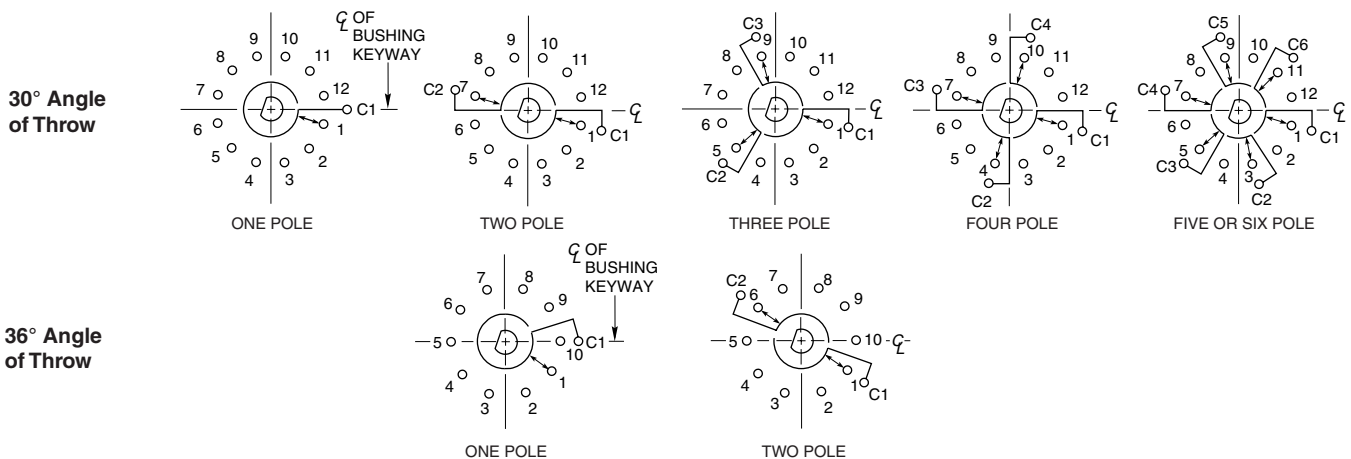 30° Angle
of Throw
℄ OF
BUSHING
KEYWAY
9 10
8 11
7 12
C1
6 1
5 2
4 3
ONE POLE
9 10
8 11
C2 7 12
℄
6 1 C1
5 2
4 3
TWO POLE
C3
9 10
8 11
7 12
℄
6 1 C1
5 2
C2 4 3
THREE POLE
C4
9 10
8 11
C3 7 12
℄
6 1 C1
5 2
4 3
C2
FOUR POLE
C5
9 10 C6
8 11
C4 7 12
℄
6 1 C1
5 2
C3 4 3
C2
FIVE OR SIX POLE
36° Angle
of Throw
℄ OF
BUSHING
KEYWAY
7 8
6 9
5 10 C1
4 1
3 2
ONE POLE
C2 7 8
6 9
5 10 ℄
4 1 C1
3 2
TWO POLE